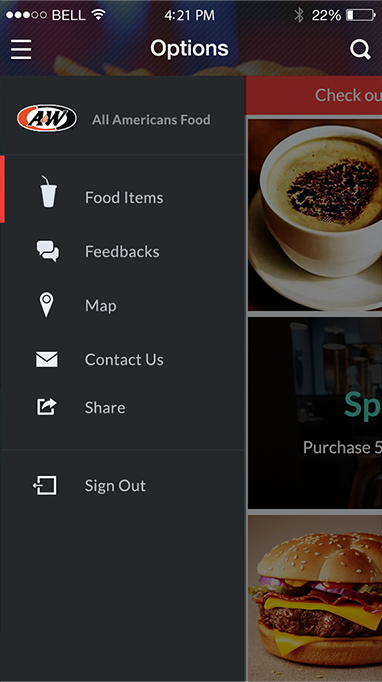 BELL 4:21 PM 22%
Options
Check ou
A&W All Americans Food
Food Items
Feedbacks
Map
Contact Us
Share
Sp
Purchase 5
Sign Out